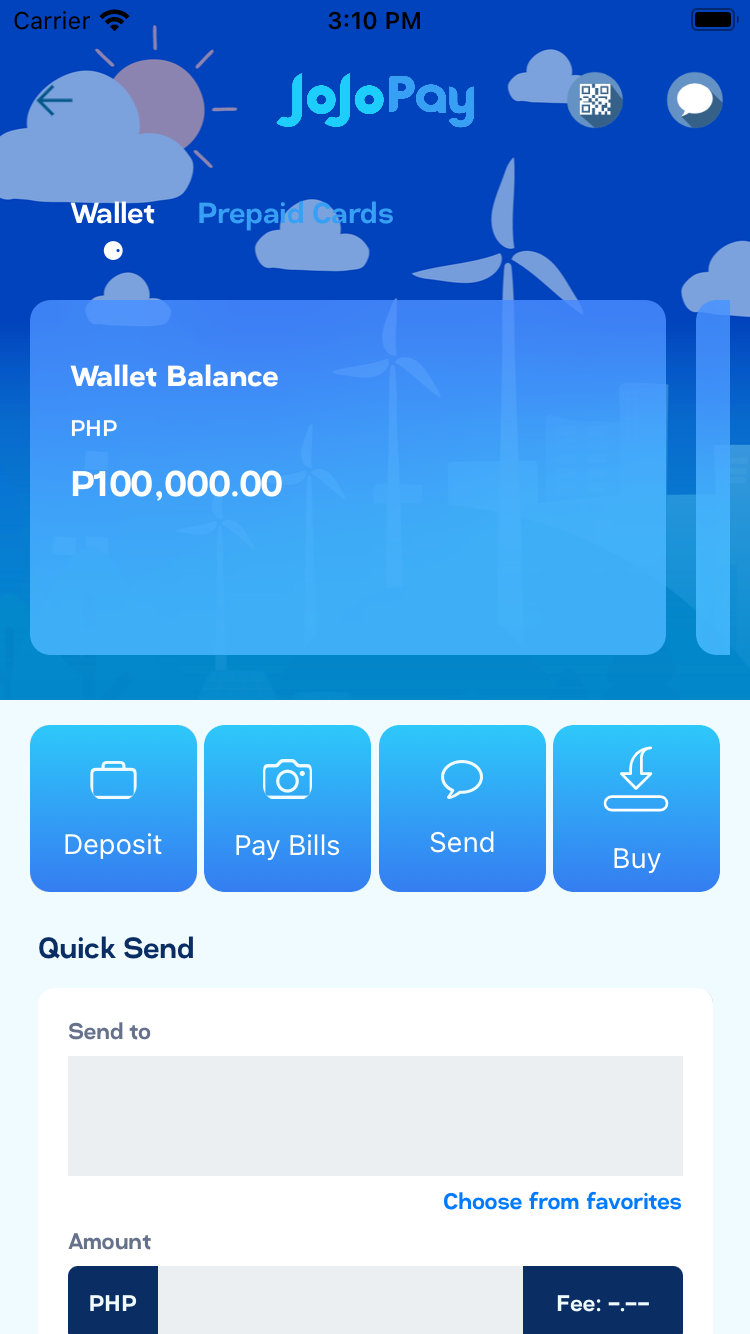 Carrier 3:10 PM
JoJoPay
Wallet Prepaid Cards
Wallet Balance
PHP
P100,000.00
Deposit Pay Bills Send Buy
Quick Send
Send to
Choose from favorites
Amount
PHP Fee: -.--